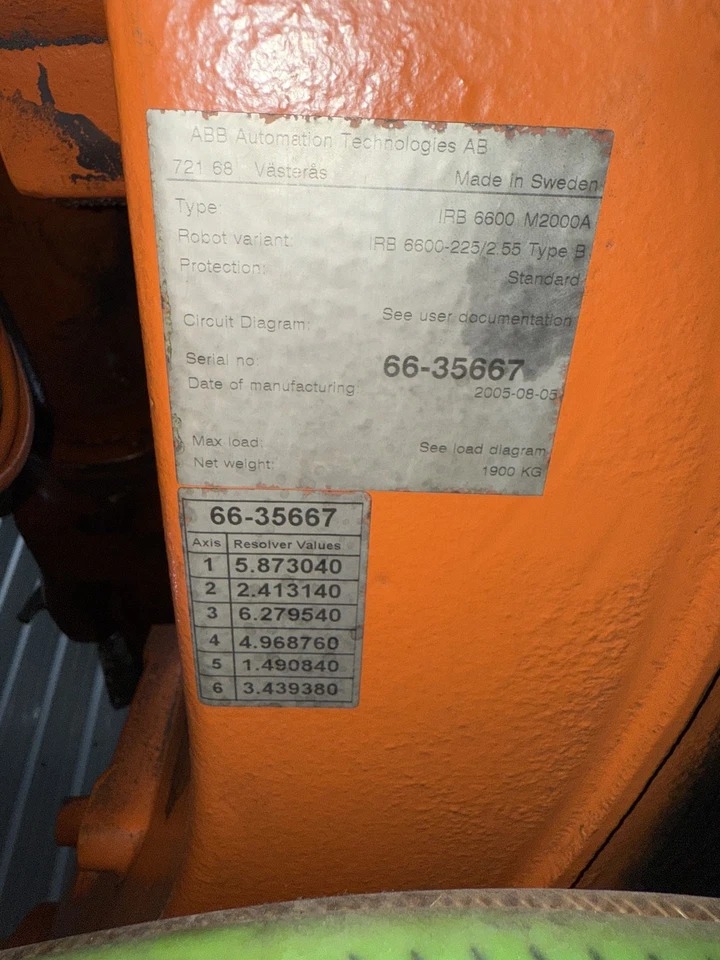 ABB Automation Technologies AB
721 68 Västerås Made in Sweden
Type: IRB 6600 M2000A
Robot variant: IRB 6600-225/2.55 Type B
Protection: Standard
Circuit Diagram: See user documentation
Serial no 66-35667
Date of manufacturing 2005-08-05
Max load: See load diagram
Net weight: 1900 KG
66-35667
Axis Resolver Values
1 5.873040
2 2.413140
3 6.279540
4 4.968760
5 1.490840
6 3.439380